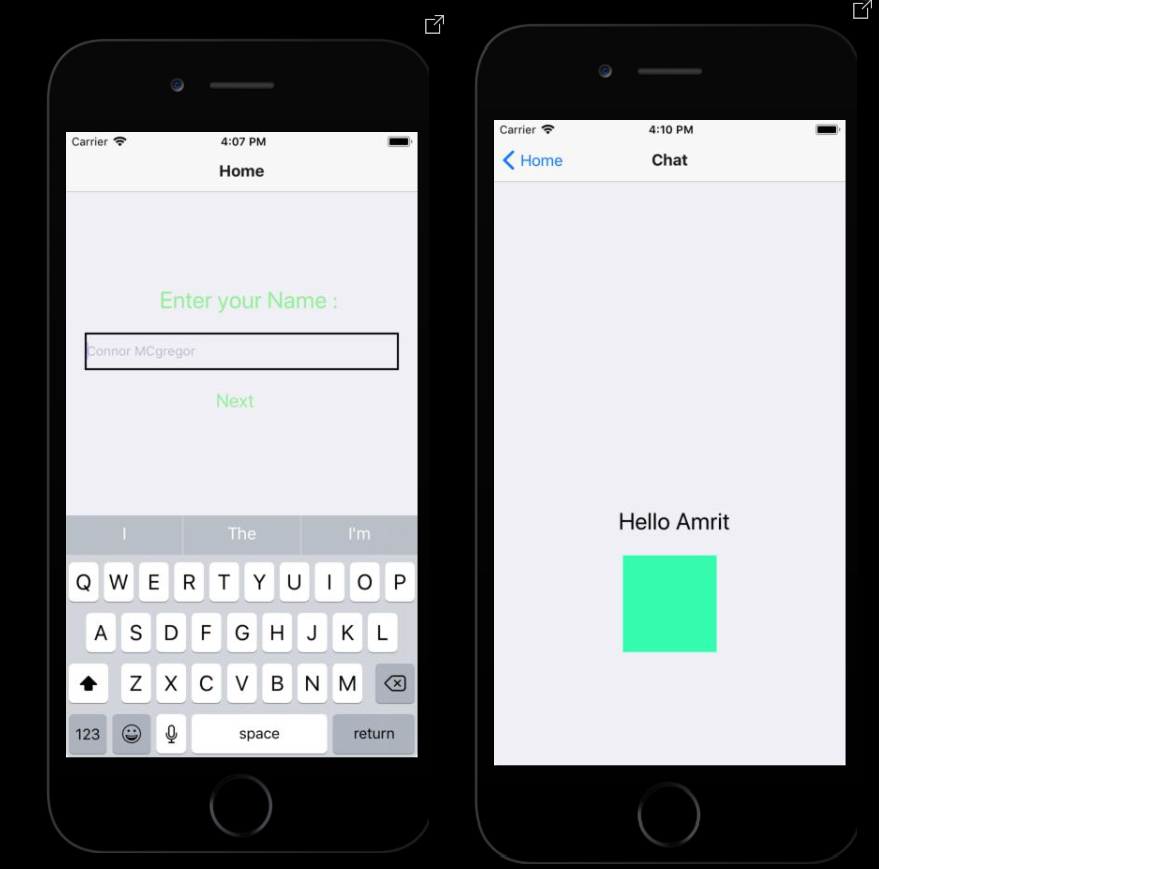 Carrier 4:07 PM
Home
Enter your Name :
Connor MCgregor
Next
I The I'm
Q W E R T Y U I O P
A S D F G H J K L
Z X C V B N M
123 space return
Carrier 4:10 PM
Home Chat
Hello Amrit